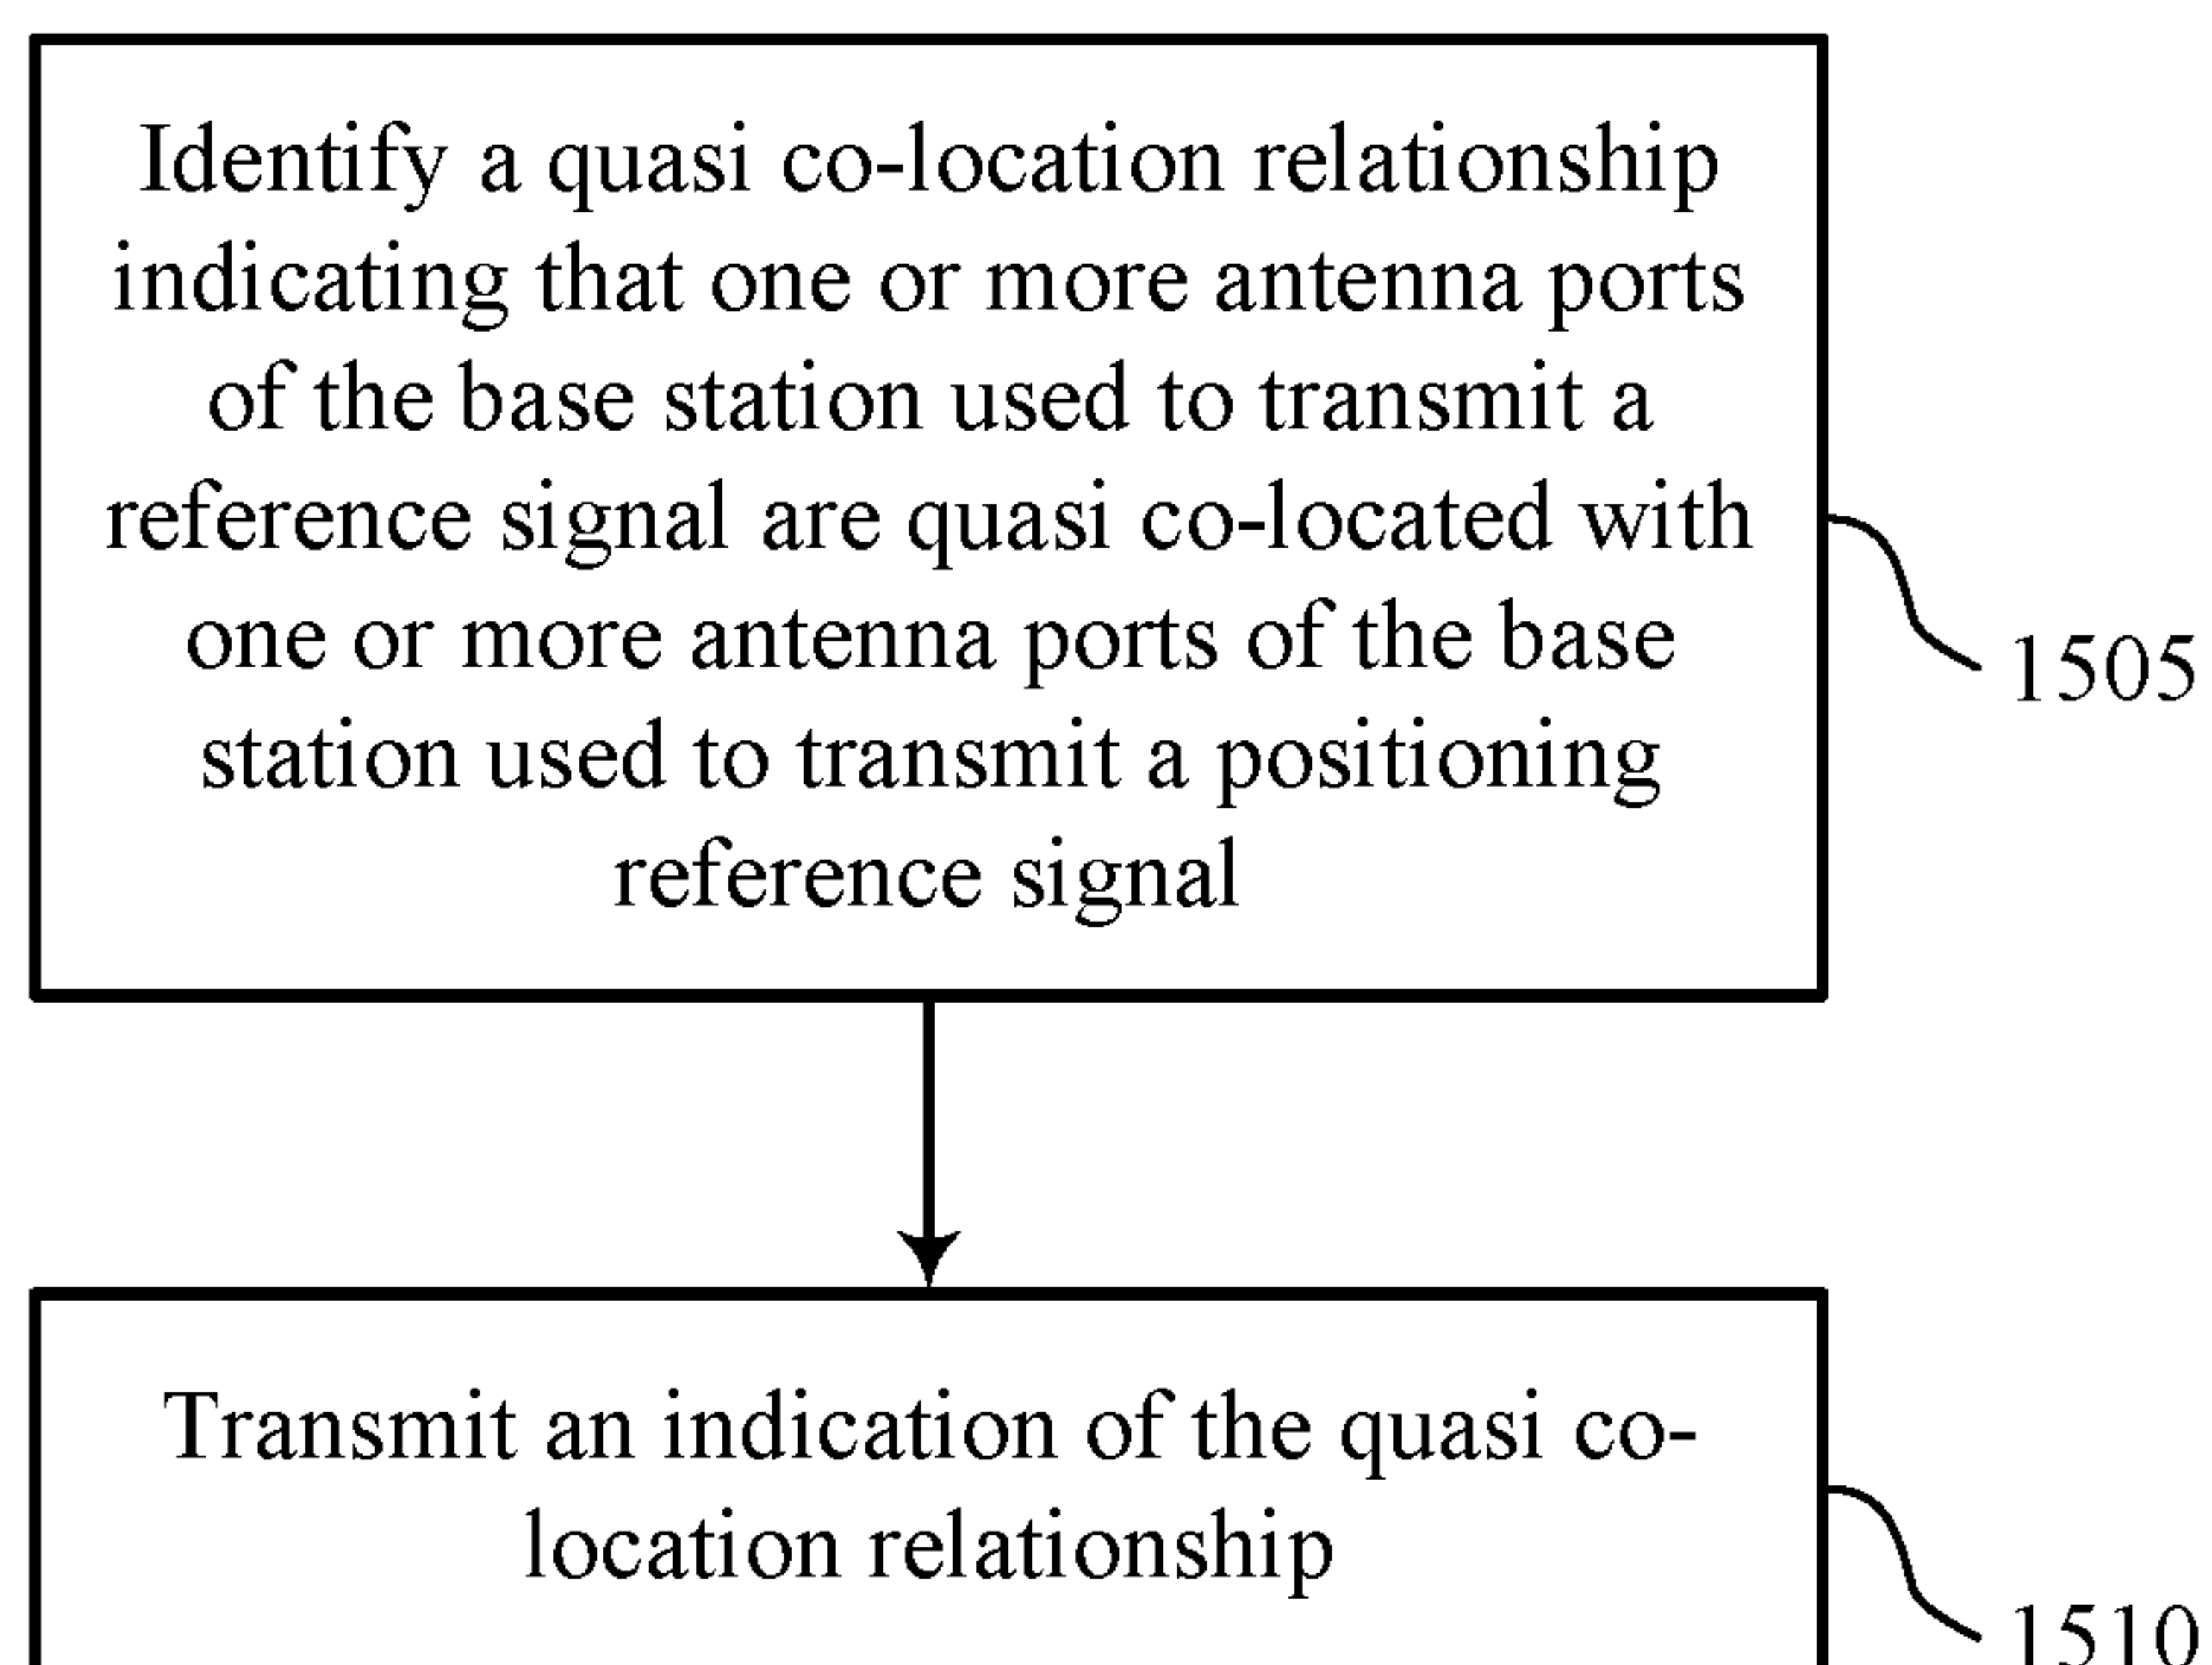 Identify a quasi co-location relationship
indicating that one or more antenna ports
of the base station used to transmit a
reference signal are quasi co-located with
one or more antenna ports of the base
station used to transmit a positioning
reference signal
1505
Transmit an indication of the quasi co-
location relationship
1510